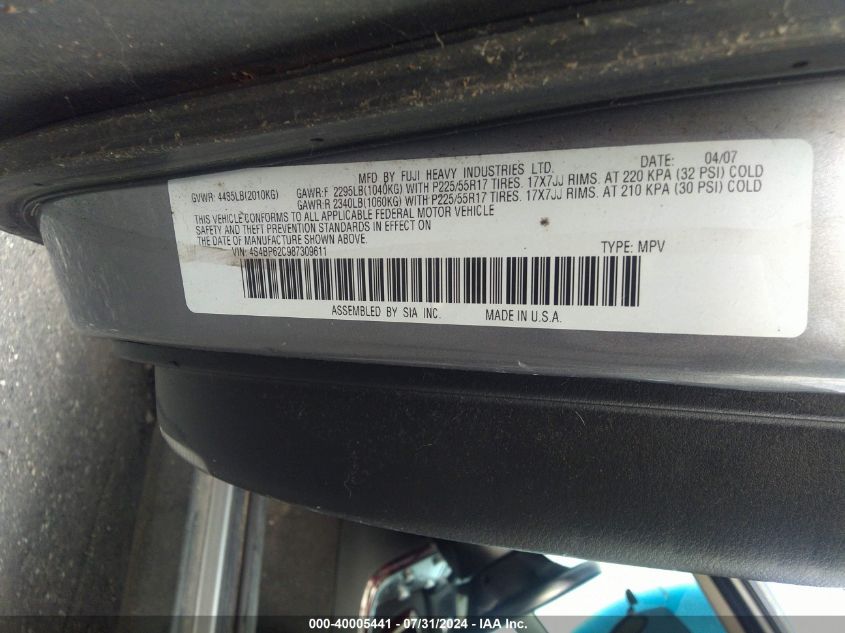 MFD BY FUJI HEAVY INDUSTRIES LTD. DATE: 04/07
GVWR: 4485LB(2010KG) GAWR:F 2295LB(1040KG) WITH P225/55R17 TIRES. 17X7JJ RIMS. AT 220 KPA (32 PSI) COLD
GAWR:R 2340LB(1060KG) WITH P225/55R17 TIRES. 17X7JJ RIMS. AT 210 KPA (30 PSI) COLD
THIS VEHICLE CONFORMS TO ALL APPLICABLE FEDERAL MOTOR VEHICLE
SAFETY AND THEFT PREVENTION STANDARDS IN EFFECT ON
THE DATE OF MANUFACTURE SHOWN ABOVE.
VIN: 4S4BP62C987309611 TYPE: MPV
ASSEMBLED BY SIA INC. MADE IN U.S.A.
000-40005441 - 07/31/2024 - IAA Inc.